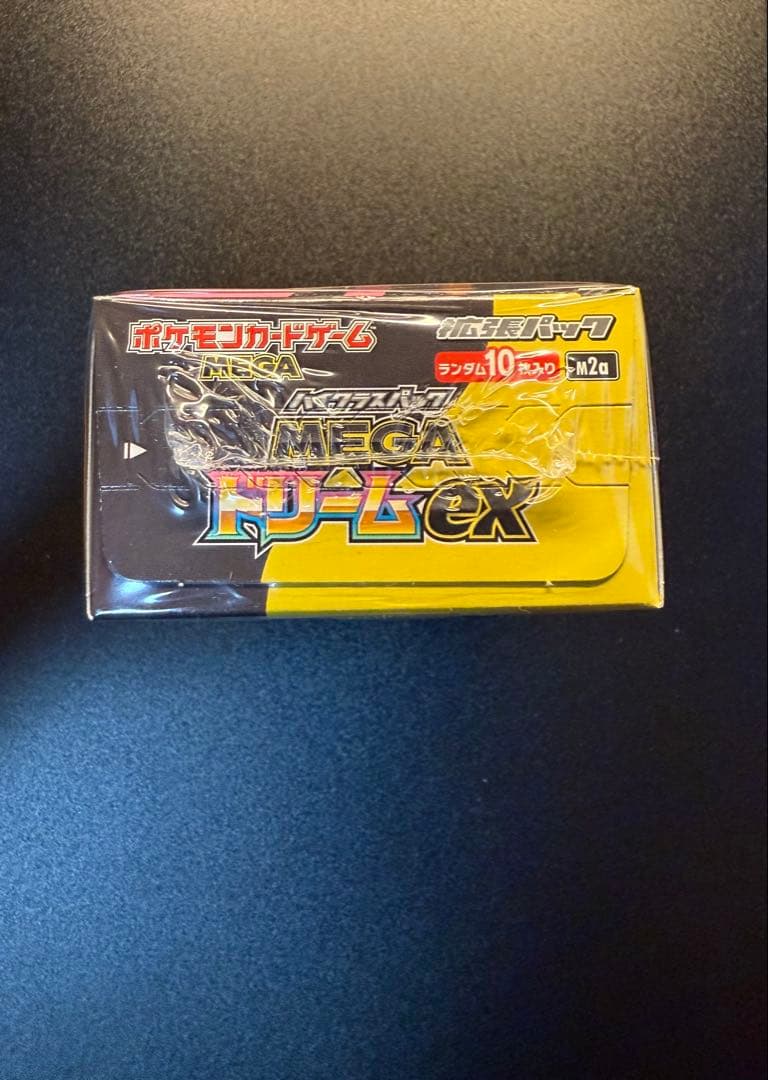 ポケモンカードゲーム
MEGA
拡張パック
ランダム10枚入り
M2a
ハイクラスパック
MEGA
ドリームex